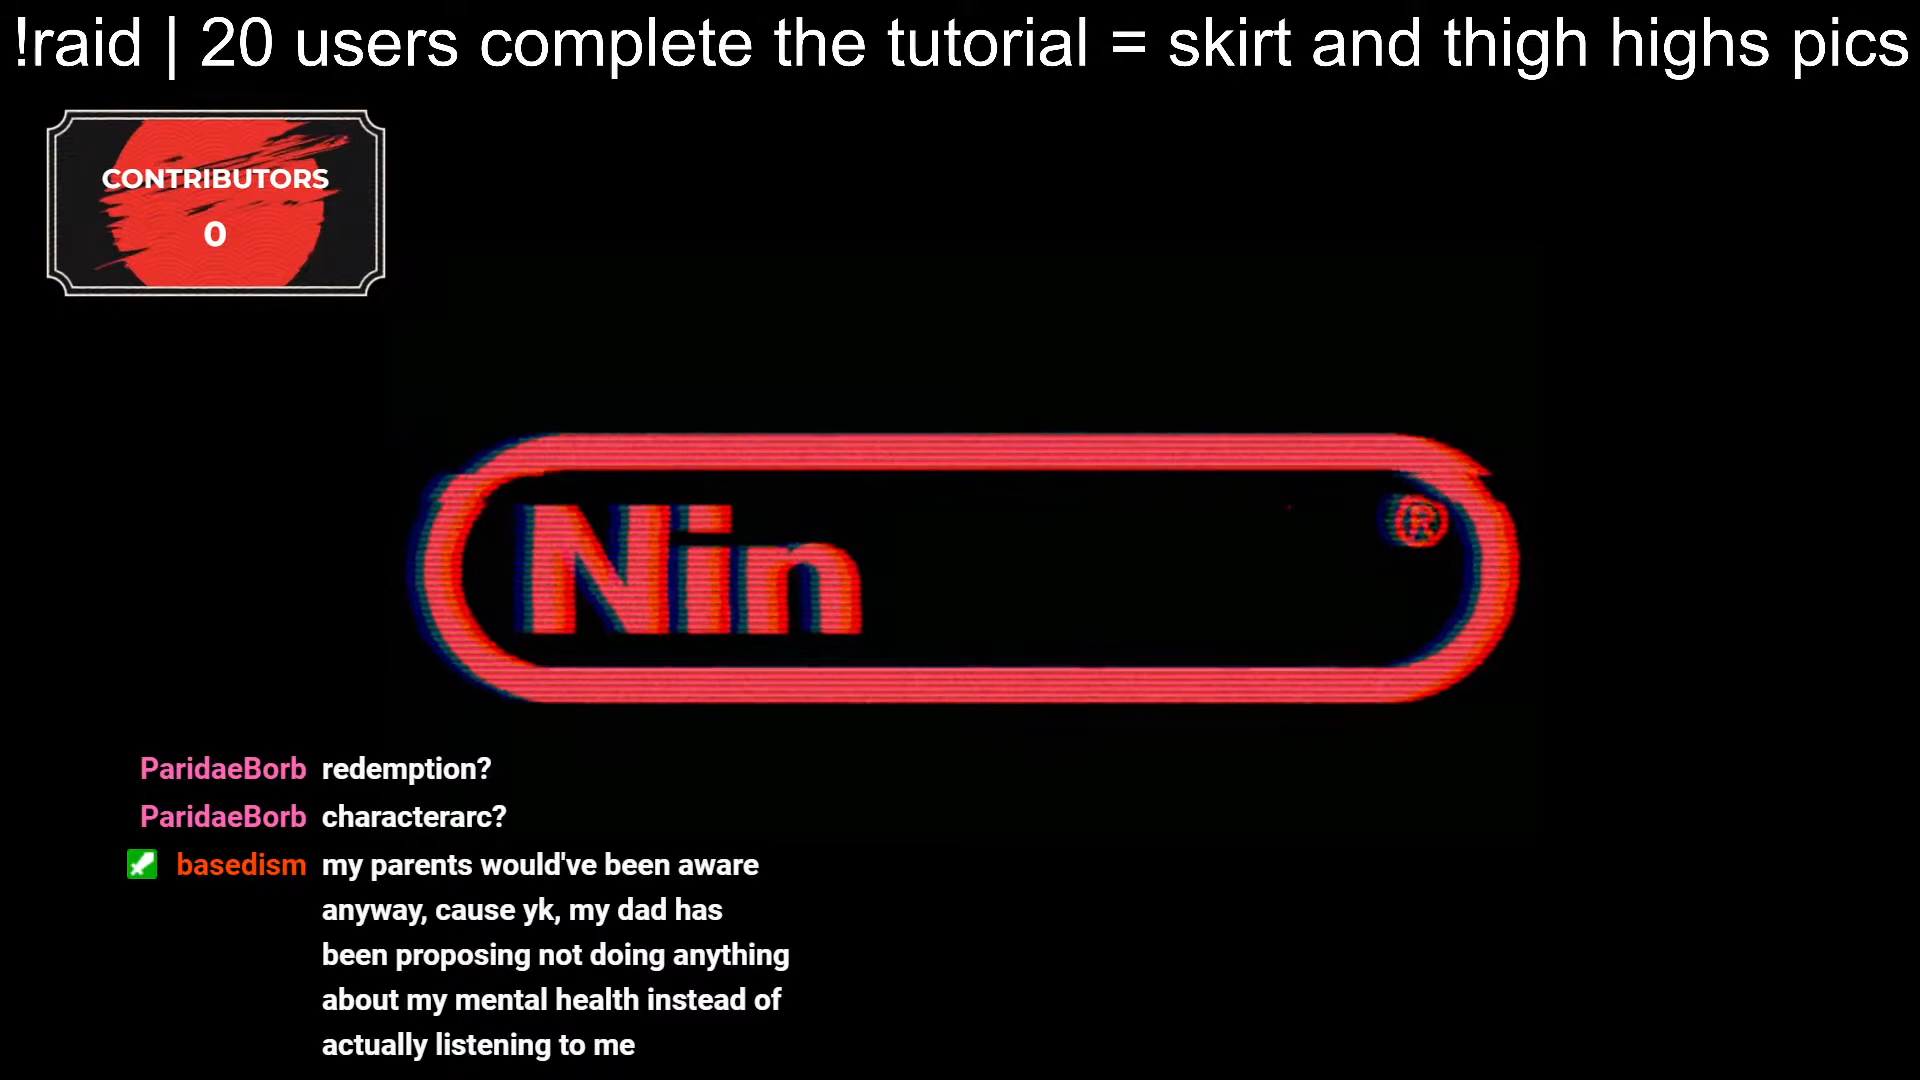 !raid | 20 users complete the tutorial = skirt and thigh highs pics
CONTRIBUTORS
0
Nin
®
ParidaeBorb redemption?
ParidaeBorb characterarc?
basedism my parents would've been aware
anyway, cause yk, my dad has
been proposing not doing anything
about my mental health instead of
actually listening to me